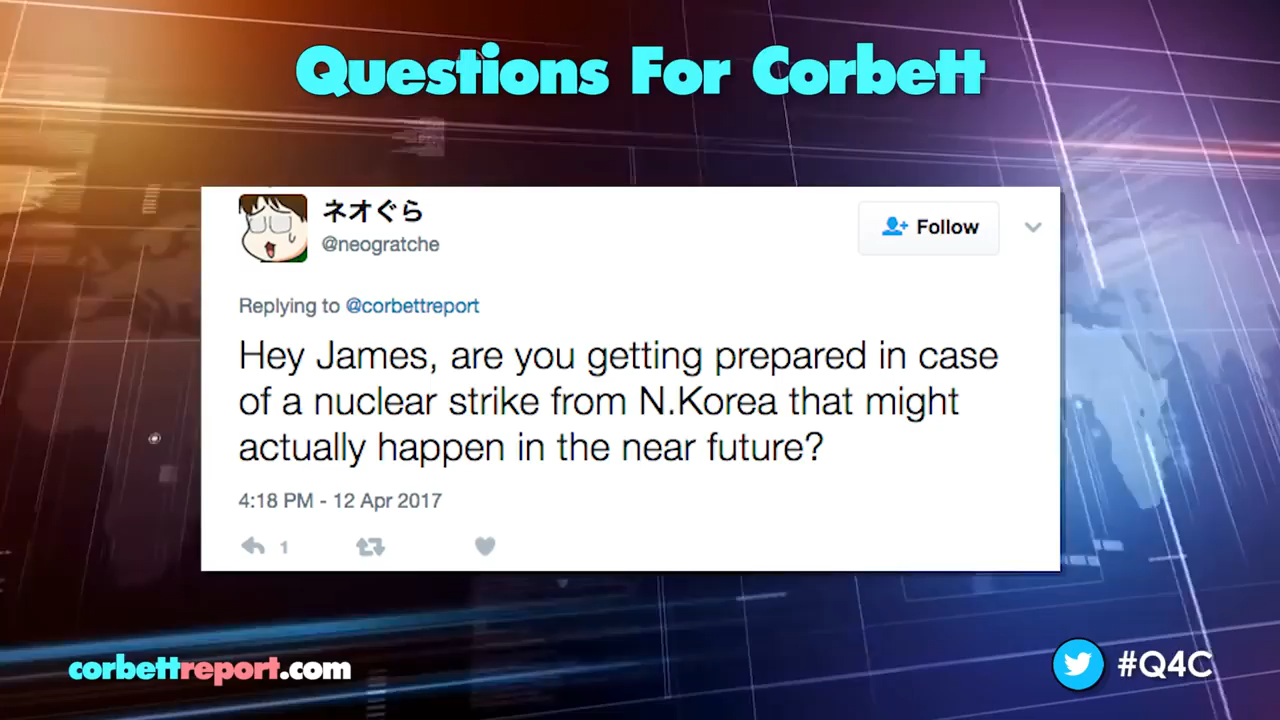 Questions For Corbett
ネオぐら
@neogratche
Follow
Replying to @corbettreport
Hey James, are you getting prepared in case
of a nuclear strike from N.Korea that might
actually happen in the near future?
4:18 PM - 12 Apr 2017
1
corbettreport.com
#Q4C